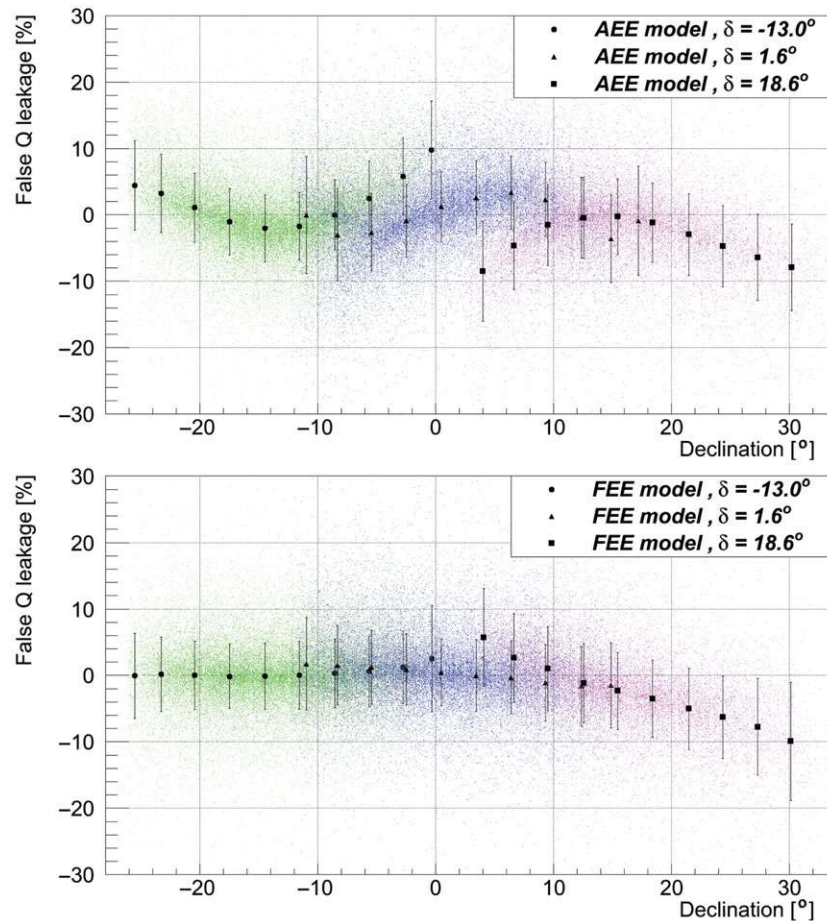 30
20
10
0
−10
−20
−30
False Q leakage [%]
AEE model , δ = -13.0°
AEE model , δ = 1.6°
AEE model , δ = 18.6°
−20 −10 0 10 20 30
Declination [°]
30
20
10
0
−10
−20
−30
False Q leakage [%]
FEE model , δ = -13.0°
FEE model , δ = 1.6°
FEE model , δ = 18.6°
−20 −10 0 10 20 30
Declination [°]